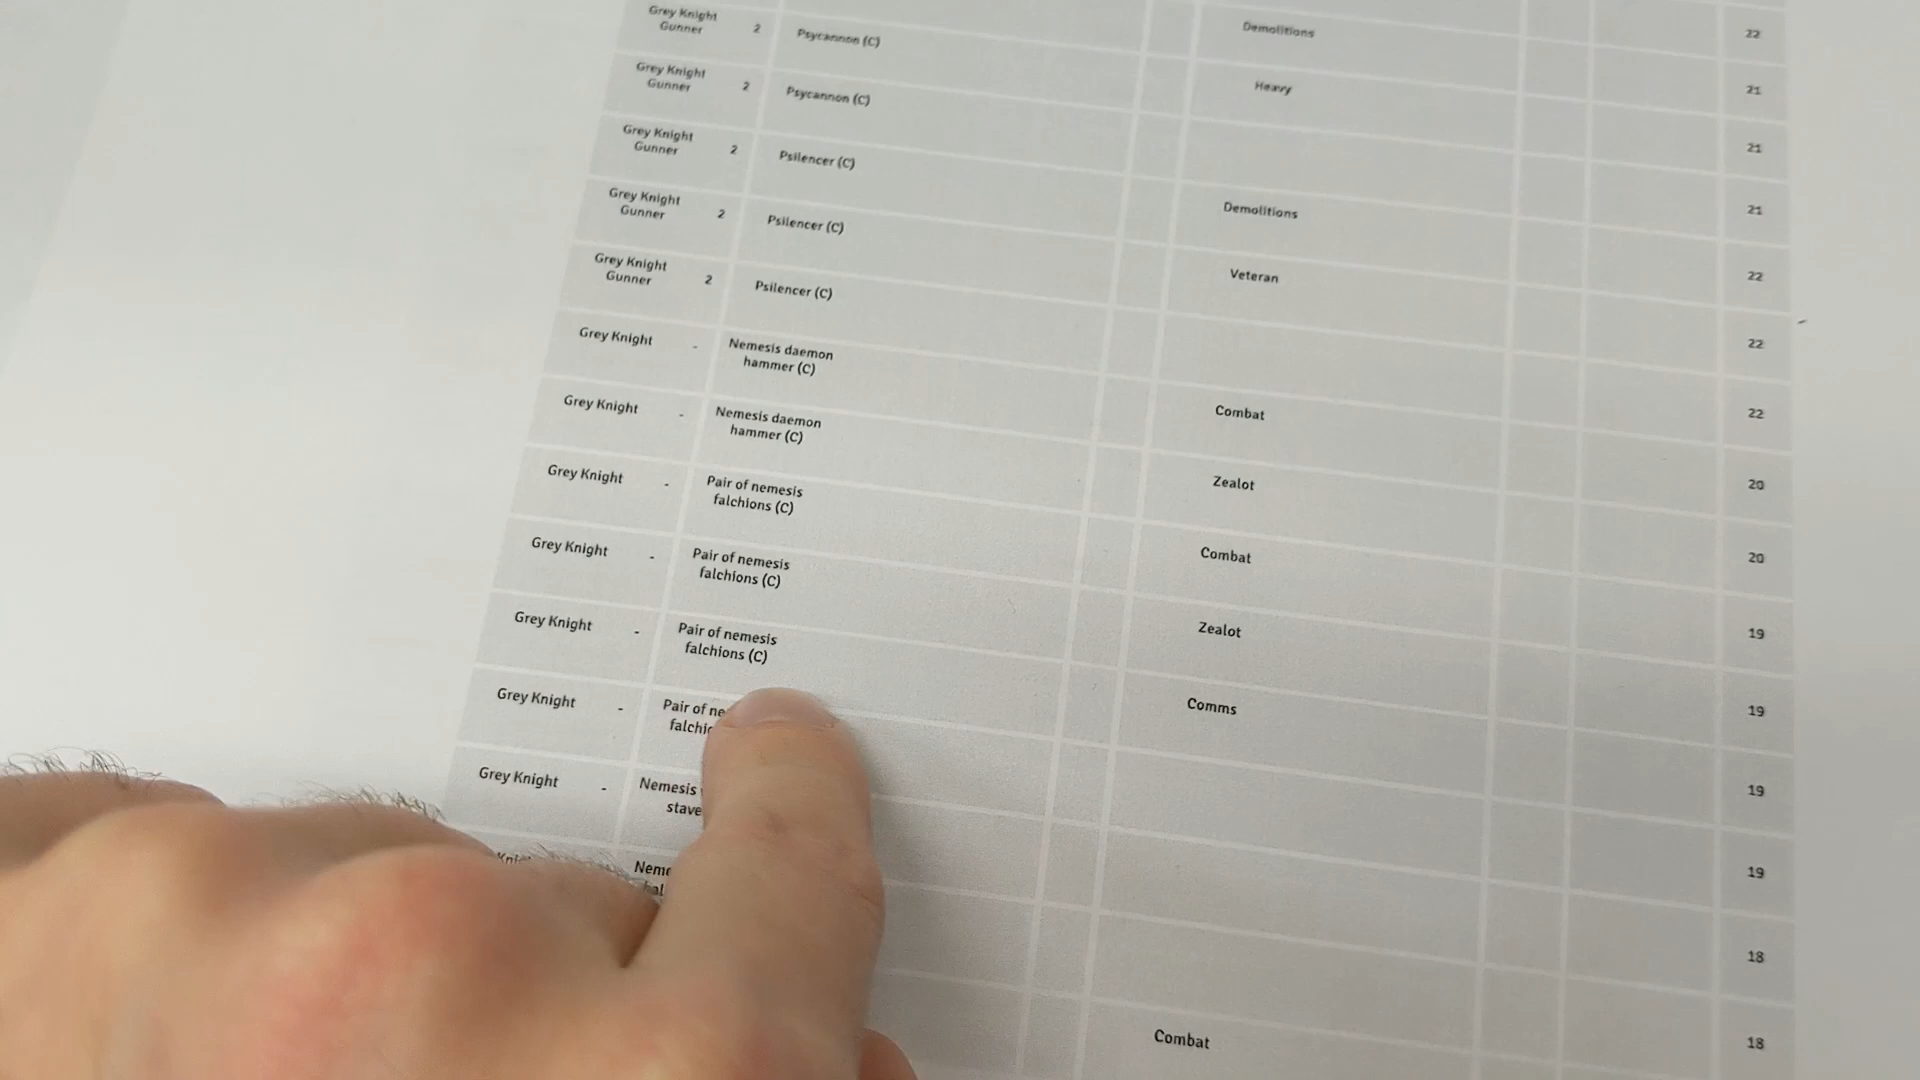 22
Demolitions 21
Grey Knight
Gunner 2 Psycannon (C) Heavy 21
Grey Knight
Gunner 2 Psycannon (C) 21
Grey Knight
Gunner 2 Psilencer (C) Demolitions 22
Grey Knight
Gunner 2 Psilencer (C) Veteran 22
Grey Knight
Gunner 2 Psilencer (C) 22
Grey Knight - Nemesis daemon
hammer (C) Combat 20
Grey Knight - Nemesis daemon
hammer (C) Zealot 20
Grey Knight - Pair of nemesis
falchions (C) Combat 19
Grey Knight - Pair of nemesis
falchions (C) Zealot 19
Grey Knight - Pair of nemesis
falchions (C) Comms 19
Grey Knight - Pair of 19
Grey Knight - Nemesis 18
18
Combat